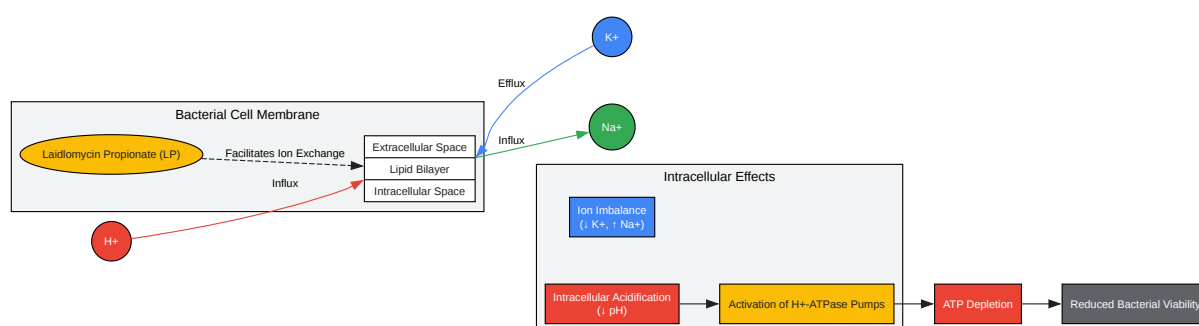 K+
Efflux
Bacterial Cell Membrane
Na+
Laidlomycin Propionate (LP)
Facilitates Ion Exchange
Extracellular Space
Lipid Bilayer
Intracellular Space
Influx
Influx
H+
Intracellular Effects
Ion Imbalance
(↓ K+, ↑ Na+)
Intracellular Acidification
(↓ pH)
Activation of H+-ATPase Pumps
ATP Depletion
Reduced Bacterial Viability